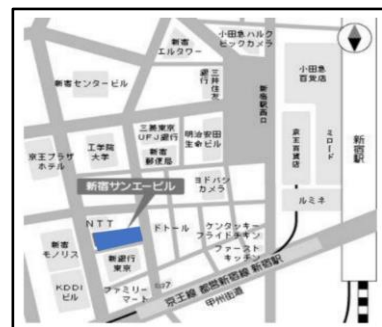 小田急ハルク
ビックカメラ
新宿
エルタワー
小田急
百貨店
三井住友
銀行
新宿センタービル
新宿駅西口
三菱東京
UFJ銀行
明治安田
生命ビル
工学院
大学
京王百貨店
ミロード
新宿駅
京王プラザ
ホテル
新宿
郵便局
新宿サンエービル
ヨドバシ
カメラ
ルミネ
NTT
ドトール
ケンタッキー
フライドチキン
新宿
モノリス
新銀行
東京
ファースト
キッチン
KDDI
ビル
ファミリー
マート
京王線 都営新宿線 新宿駅
甲州街道